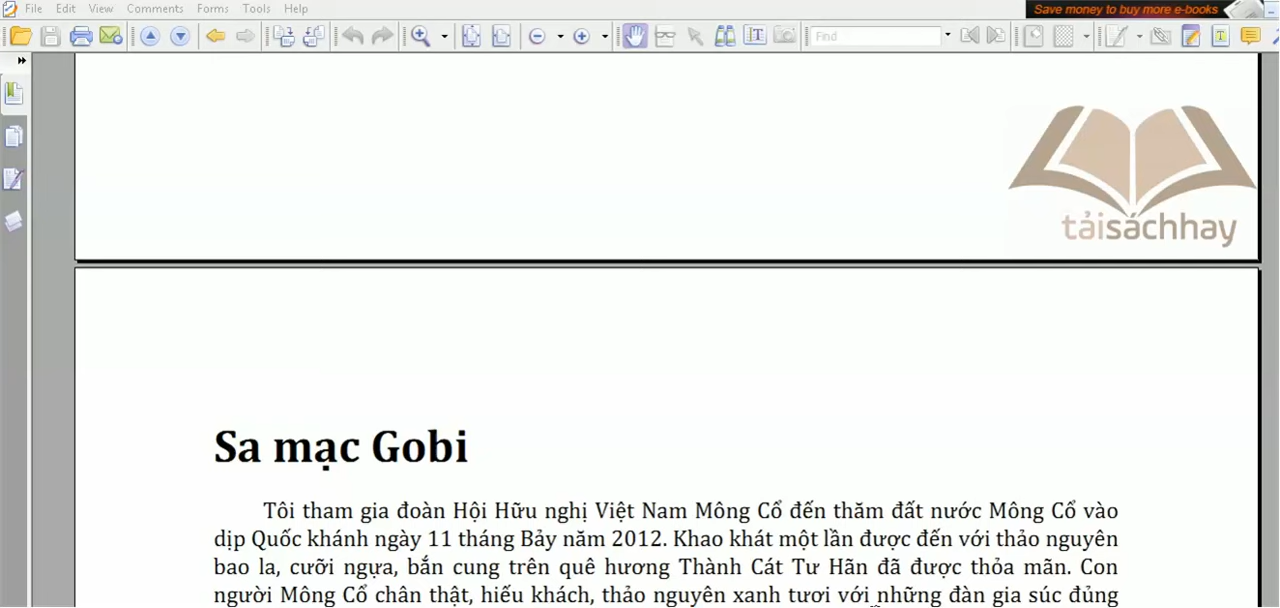 File Edit View Comments Forms Tools Help
Save money to buy more e-books
Find
tảisáchhay
Sa mạc Gobi
Tôi tham gia đoàn Hội Hữu nghị Việt Nam Mông Cổ đến thăm đất nước Mông Cổ vào
dịp Quốc khánh ngày 11 tháng Bảy năm 2012. Khao khát một lần được đến với thảo nguyên
bao la, cưỡi ngựa, bắn cung trên quê hương Thành Cát Tư Hãn đã được thỏa mãn. Con
người Mông Cổ chân thật, hiếu khách, thảo nguyên xanh tươi với những đàn gia súc đủng